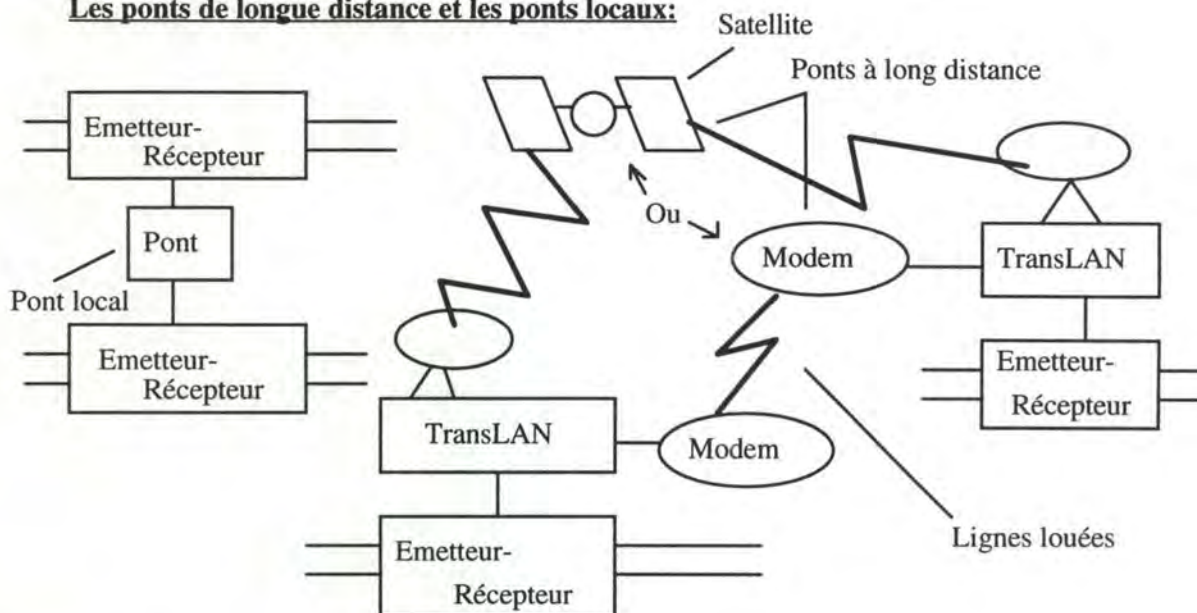 Les ponts de longue distance et les ponts locaux:
Satellite
Ponts à long distance
Emetteur-
Récepteur
Pont
Pont local
Emetteur-
Récepteur
Ou
Modem
TransLAN
Emetteur-
Récepteur
TransLAN
Modem
Lignes louées
Emetteur-
Récepteur